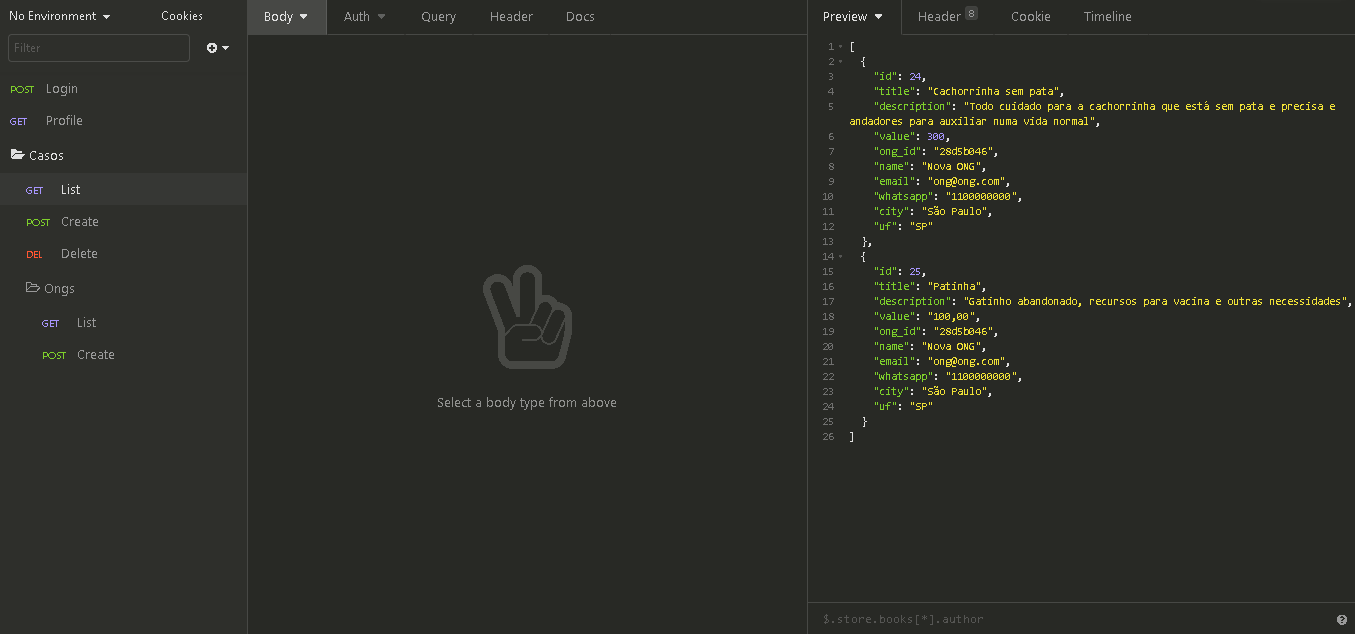 No Environment Cookies
Filter
POST Login
GET Profile
Casos
GET List
POST Create
DEL Delete
Ongs
GET List
POST Create
Body Auth Query Header Docs
Select a body type from above
Preview Header 8 Cookie Timeline
1 [
2 {
3 "id": 24,
4 "title": "Cachorrinha sem pata",
5 "description": "Todo cuidado para a cachorrinha que está sem pata e precisa e
andadores para auxiliar numa vida normal",
6 "value": 300,
7 "ong_id": "28d5b046",
8 "name": "Nova ONG",
9 "email": "ong@ong.com",
10 "whatsapp": "1100000000",
11 "city": "São Paulo",
12 "uf": "SP"
13 },
14 {
15 "id": 25,
16 "title": "Patinha",
17 "description": "Gatinho abandonado, recursos para vacina e outras necessidades",
18 "value": "100,00",
19 "ong_id": "28d5b046",
20 "name": "Nova ONG",
21 "email": "ong@ong.com",
22 "whatsapp": "1100000000",
23 "city": "São Paulo",
24 "uf": "SP"
25 }
26 ]
$.store.books[*].author ?